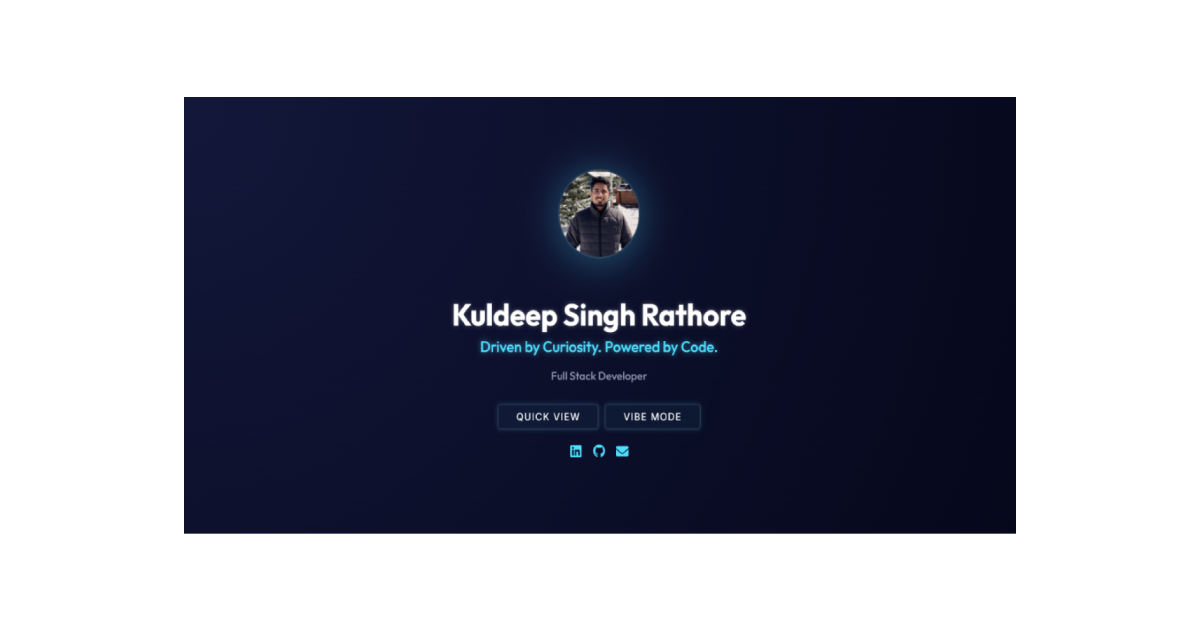 Kuldeep Singh Rathore
Driven by Curiosity. Powered by Code.
Full Stack Developer
QUICK VIEW VIBE MODE